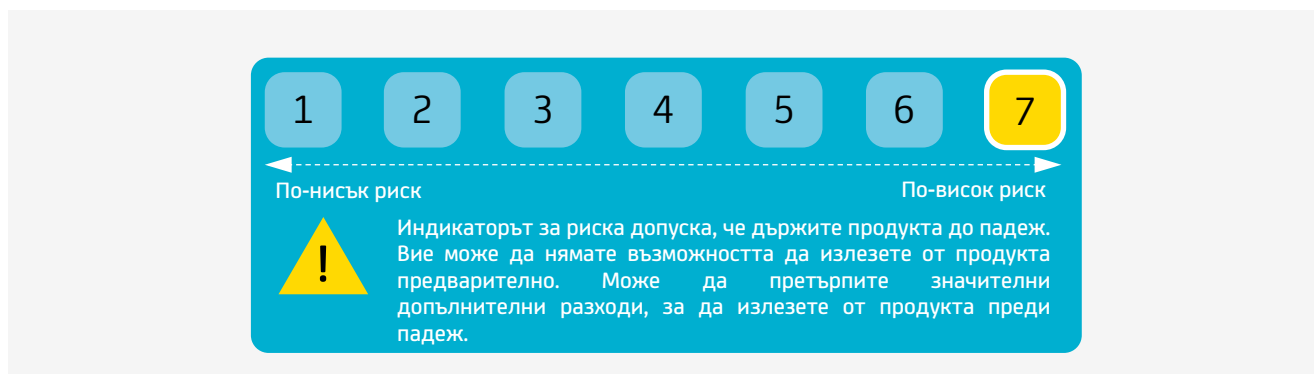 1 2 3 4 5 6 7
По-нисък риск По-висок риск
! Индикаторът за риска допуска, че държите продукта до падеж.
Вие може да нямате възможността да излезете от продукта
предварително. Може да претърпите значителни
допълнителни разходи, за да излезете от продукта преди
падеж.